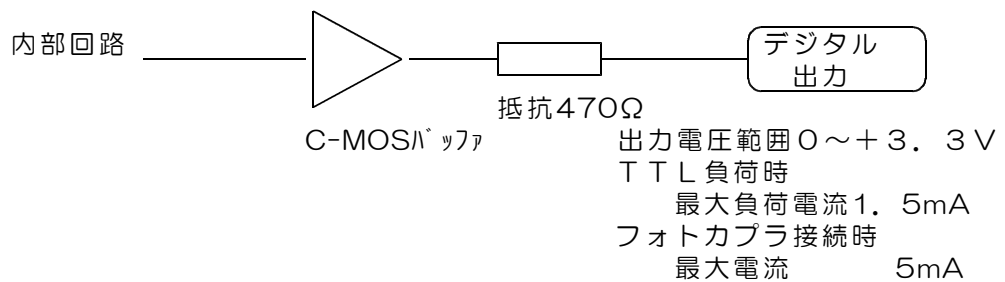 内部回路
デジタル
出力
抵抗470Ω
C-MOSﾊﾞｯﾌｧ
出力電圧範囲0～+3．3V
ＴＴＬ負荷時
最大負荷電流1．5mA
フォトカプラ接続時
最大電流　　　5mA